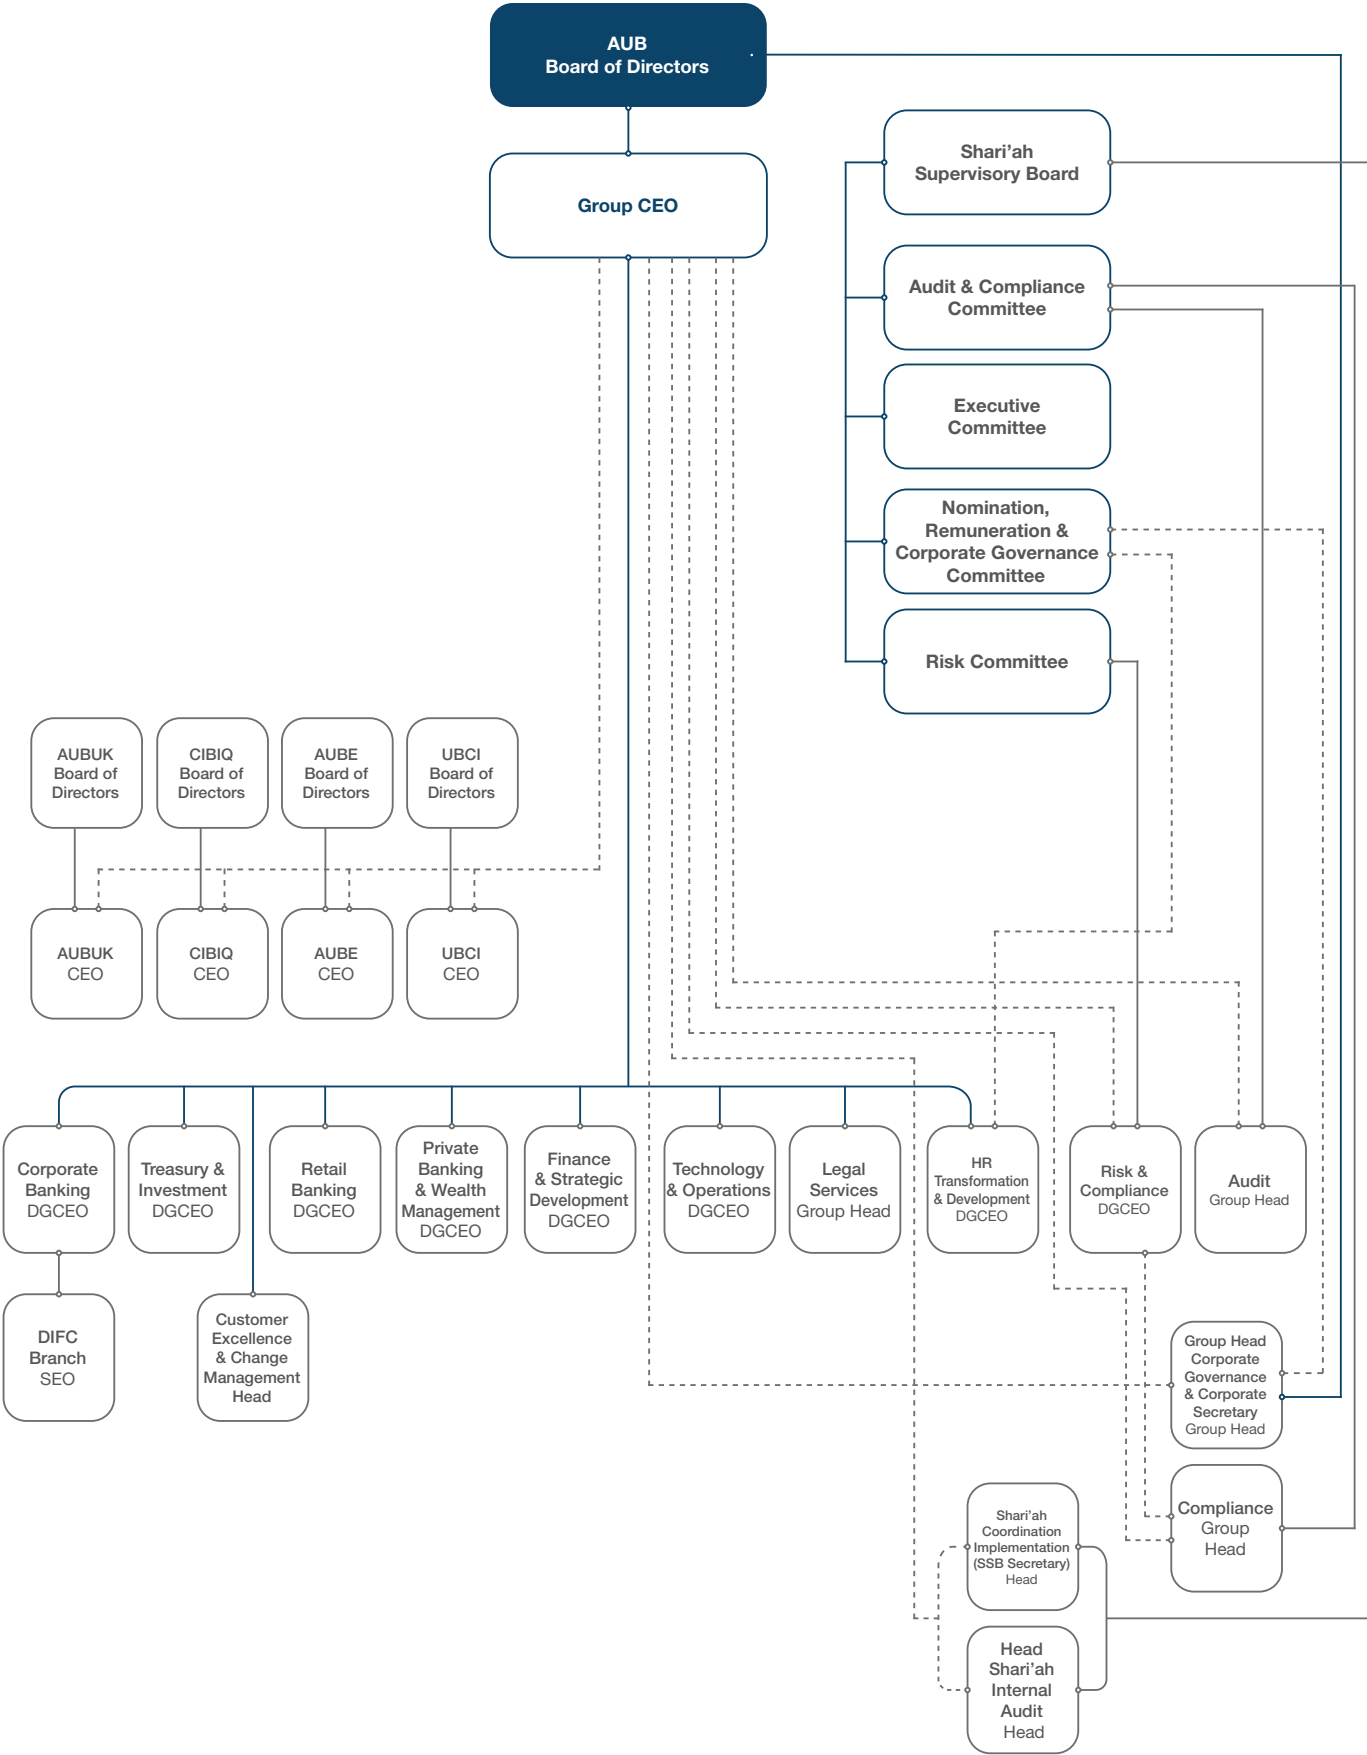 AUB
Board of Directors
Group CEO
Shari’ah
Supervisory Board
Audit & Compliance
Committee
Executive
Committee
Nomination,
Remuneration &
Corporate Governance
Committee
Risk Committee
AUBUK
Board of
Directors
CIBIQ
Board of
Directors
AUBE
Board of
Directors
UBCI
Board of
Directors
AUBUK
CEO
CIBIQ
CEO
AUBE
CEO
UBCI
CEO
Corporate
Banking
DGCEO
Treasury &
Investment
DGCEO
Retail
Banking
DGCEO
Private
Banking
& Wealth
Management
DGCEO
Finance
& Strategic
Development
DGCEO
Technology
& Operations
DGCEO
Legal
Services
Group Head
HR
Transformation
& Development
DGCEO
Risk &
Compliance
DGCEO
Audit
Group Head
DIFC
Branch
SEO
Customer
Excellence
& Change
Management
Head
Group Head
Corporate
Governance
& Corporate
Secretary
Group Head
Compliance
Group
Head
Shari’ah
Coordination
Implementation
(SSB Secretary)
Head
Head
Shari’ah
Internal
Audit
Head